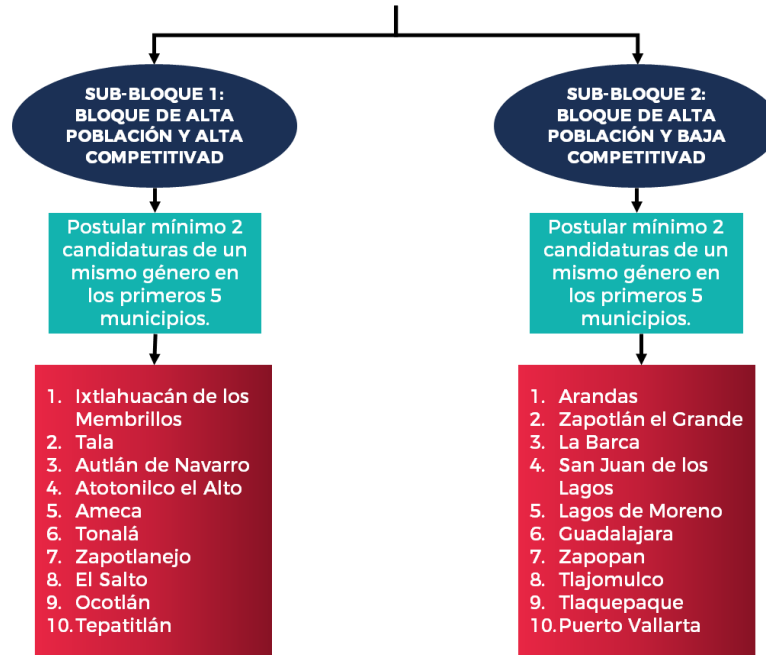 SUB-BLOQUE 1:
BLOQUE DE ALTA
POBLACIÓN Y ALTA
COMPETITIVAD
Postular mínimo 2
candidaturas de un
mismo género en
los primeros 5
municipios.
1. Ixtlahuacán de los
Membrillos
2. Tala
3. Autlán de Navarro
4. Atotonilco el Alto
5. Ameca
6. Tonalá
7. Zapotlanejo
8. El Salto
9. Ocotlán
10. Tepatitlán
SUB-BLOQUE 2:
BLOQUE DE ALTA
POBLACIÓN Y BAJA
COMPETITIVAD
Postular mínimo 2
candidaturas de un
mismo género en
los primeros 5
municipios.
1. Arandas
2. Zapotlán el Grande
3. La Barca
4. San Juan de los
Lagos
5. Lagos de Moreno
6. Guadalajara
7. Zapopan
8. Tlajomulco
9. Tlaquepaque
10. Puerto Vallarta